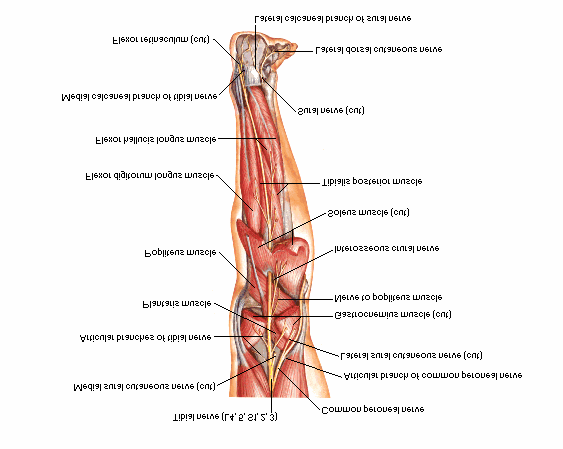 Tibial nerve (L4, 5, S1, 2, 3)
Common peroneal nerve
Medial sural cutaneous nerve (cut)
Articular branch of common peroneal nerve
Lateral sural cutaneous nerve (cut)
Articular branches of tibial nerve
Gastrocnemius muscle (cut)
Plantaris muscle
Nerve to popliteus muscle
Popliteus muscle
Interosseous crural nerve
Soleus muscle (cut)
Flexor digitorum longus muscle
Tibialis posterior muscle
Flexor hallucis longus muscle
Sural nerve (cut)
Medial calcaneal branch of tibial nerve
Lateral dorsal cutaneous nerve
Flexor retinaculum (cut)
Lateral calcaneal branch of sural nerve